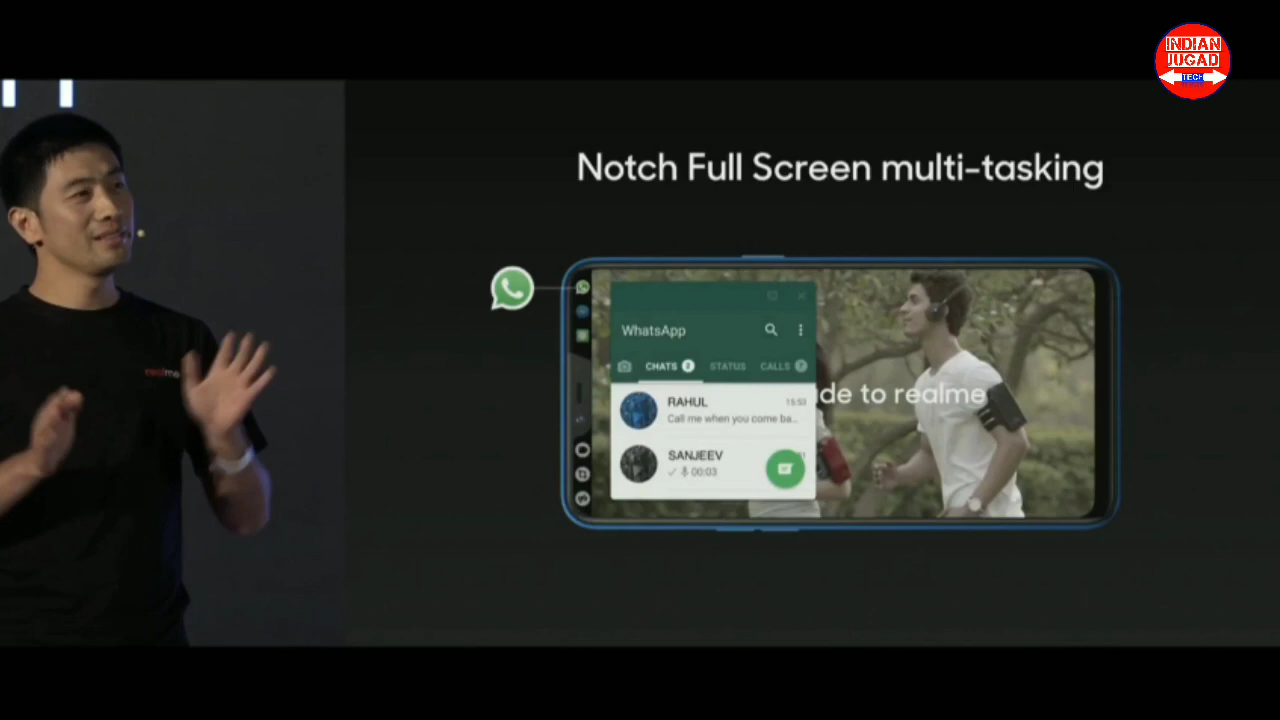 INDIAN
JUGAD
TECH
Notch Full Screen multi-tasking
WhatsApp
CHATS 2 STATUS CALLS
RAHUL 15:53
Call me when you come ba...
SANJEEV
00:03
de to realme
realme